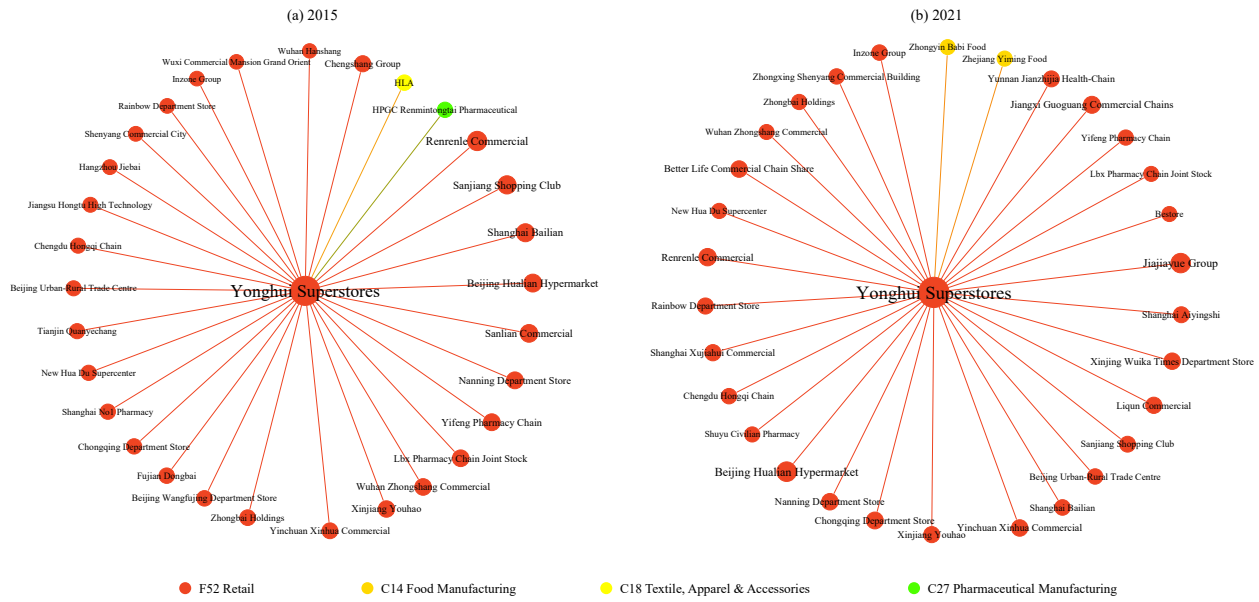 (a) 2015
Wuhan Hanshang
Wuxi Commercial Mansion Grand Orient
Chengshang Group
Inzone Group
HLA
Rainbow Department Store
HPGC Renmintongtai Pharmaceutical
Shenyang Commercial City
Renrenle Commercial
Hangzhou Jiebai
Sanjiang Shopping Club
Jiangsu Hongtu High Technology
Shanghai Bailian
Chengdu Hongqi Chain
Beijing Hualian Hypermarket
Beijing Urban-Rural Trade Centre
Yonghui Superstores
Tianjin Quanyechang
Sanlian Commercial
New Hua Du Supercenter
Nanning Department Store
Shanghai No1 Pharmacy
Yifeng Pharmacy Chain
Chongqing Department Store
Lbx Pharmacy Chain Joint Stock
Fujian Dongbai
Wuhan Zhongshang Commercial
Beijing Wangfujing Department Store
Xinjiang Youhao
Zhongbai Holdings
Yinchuan Xinhua Commercial
(b) 2021
Zhongyin Babi Food
Inzone Group
Zhejiang Yiming Food
Zhongxing Shenyang Commercial Building
Yunnan Jianzhijia Health-Chain
Zhongbai Holdings
Jiangxi Guoguang Commercial Chains
Wuhan Zhongshang Commercial
Yifeng Pharmacy Chain
Better Life Commercial Chain Share
Lbx Pharmacy Chain Joint Stock
New Hua Du Supercenter
Bestore
Renrenle Commercial
Jiajiayue Group
Yonghui Superstores
Rainbow Department Store
Shanghai Aiyingshi
Shanghai Xujiahui Commercial
Xinjing Wuika Times Department Store
Chengdu Hongqi Chain
Liqun Commercial
Shuyu Civilian Pharmacy
Sanjiang Shopping Club
Beijing Hualian Hypermarket
Beijing Urban-Rural Trade Centre
Nanning Department Store
Shanghai Bailian
Chongqing Department Store
Yinchuan Xinhua Commercial
Xinjiang Youhao
F52 Retail
C14 Food Manufacturing
C18 Textile, Apparel & Accessories
C27 Pharmaceutical Manufacturing